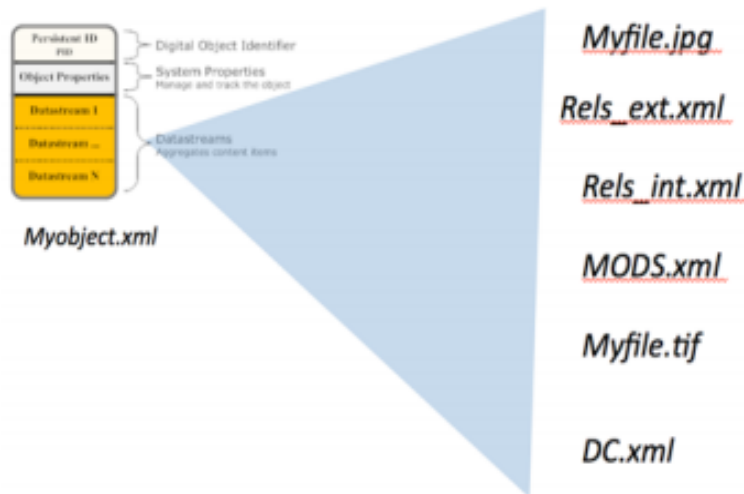 Persistent ID
PID
Digital Object Identifier
Object Properties
System Properties
Manage and track the object
Datastream 1
Datastream ...
Datastreams
Aggregates content items
Datastream N
Myobject.xml
Myfile.jpg
Rels_ext.xml
Rels_int.xml
MODS.xml
Myfile.tif
DC.xml